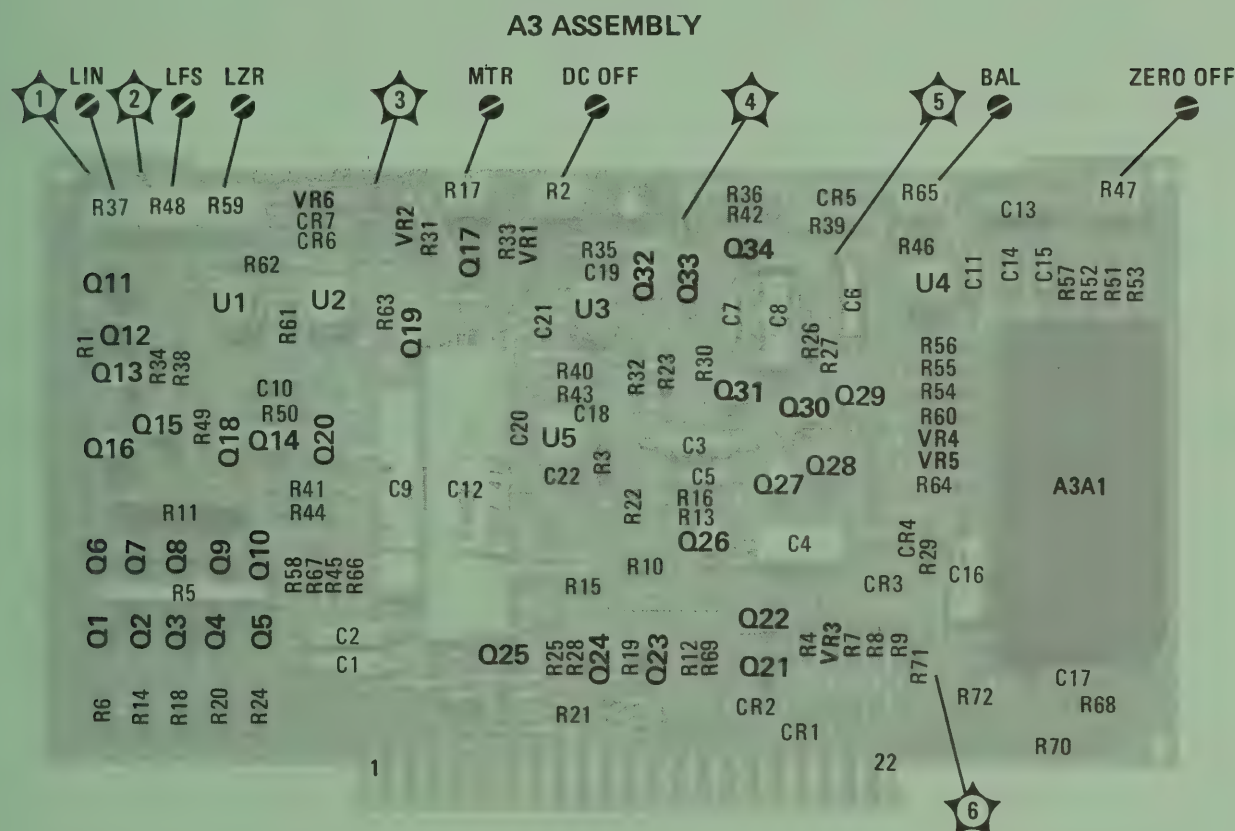 A3 ASSEMBLY
1 LIN 2 LFS LZR 3 MTR DC OFF 4 5 BAL ZERO OFF
R37 R48 R59 VR6 R17 R2 R36 CR5 R65 R47
CR7 VR2 R31 Q17 R33 VR1 R42 R39 C13
CR6 R35 Q32 Q33 Q34 R46
Q11 R62 C19 U4 C11 C14 C15 R57 R52 R51 R53
U1 U2 R63 U3 C7 C8 C6
R1 Q12 R61 Q19 C21 R26 R56
Q13 R34 R38 R40 R32 R23 R30 R27 R55
C10 R43 Q31 Q30 Q29 R54
Q15 R49 R50 C18 R60
Q16 Q18 Q14 Q20 C20 U5 C3 VR4
R3 Q28 VR5
R41 C9 C12 C22 C5 Q27 R64 A3A1
R11 R44 R22 R16
R13
Q6 Q7 Q8 Q9 Q10 Q26 C4 CR4
R5 R58 R67 R45 R66 R15 R10 CR3 R29 C16
Q1 Q2 Q3 Q4 Q5 C2 Q22
C1 Q25 R25 R28 Q24 R19 Q23 R12 R69 Q21 R4 VR3 R7 R8 R9 R71
C17
R6 R14 R18 R20 R24 R21 CR2 R72 R68
CR1 R70
1 22
6